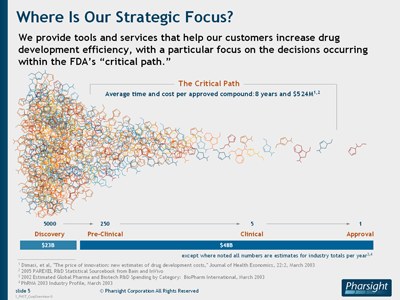 Where Is Our Strategic Focus?
We provide tools and services that help our customers increase drug
development efficiency, with a particular focus on the decisions occurring
within the FDA's “critical path.”
The Critical Path
Average time and cost per approved compound: 8 years and $524M1,2
5000 250 5 1
Discovery Pre-Clinical Clinical Approval
$23B $40B
except where noted all numbers are estimates for industry totals per year3,4
1 Dimasi, et al, "The price of innovation: new estimates of drug development costs," Journal of Health Economics, 22:2, March 2003
2 2005 PAREXEL R&D Statistical Sourcebook from Bain and InVivo
3 2002 Estimated Global Pharma and Biotech R&D Spending by Category: BioPharm International, March 2003
4 PhRMA 2003 Industry Profile, March 2003
slide 5 © Pharsight Corporation All Rights Reserved
Pharsight